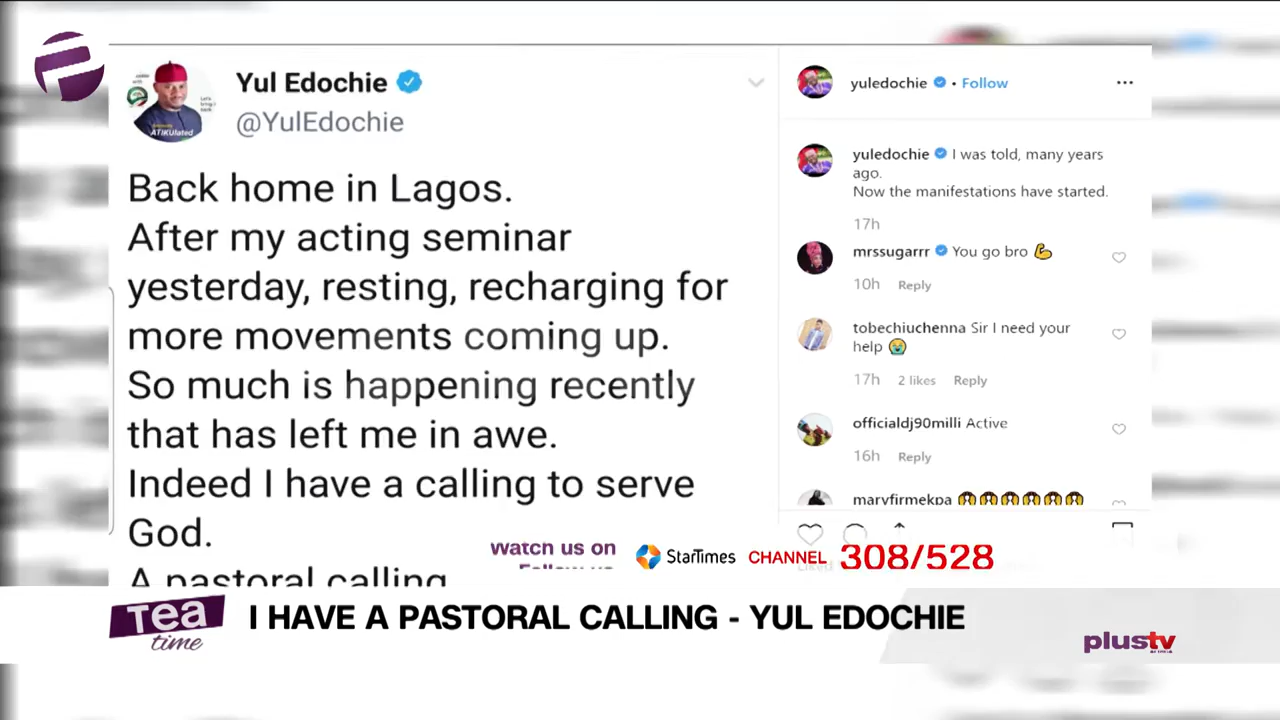 Yul Edochie
@YulEdochie
ATIKUlated
Back home in Lagos.
After my acting seminar
yesterday, resting, recharging for
more movements coming up.
So much is happening recently
that has left me in awe.
Indeed I have a calling to serve
God.
A pastoral calling
yuledochie • Follow
yuledochie I was told, many years
ago.
Now the manifestations have started.
17h
mrssugarrr You go bro 💪
10h Reply
tobechiuchenna Sir I need your
help 😭
17h 2 likes Reply
officialdj90milli Active
16h Reply
maryfirmekpa
Watch us on
Follow us
StarTimes CHANNEL 308/528
Tea
time
I HAVE A PASTORAL CALLING - YUL EDOCHIE
plustv